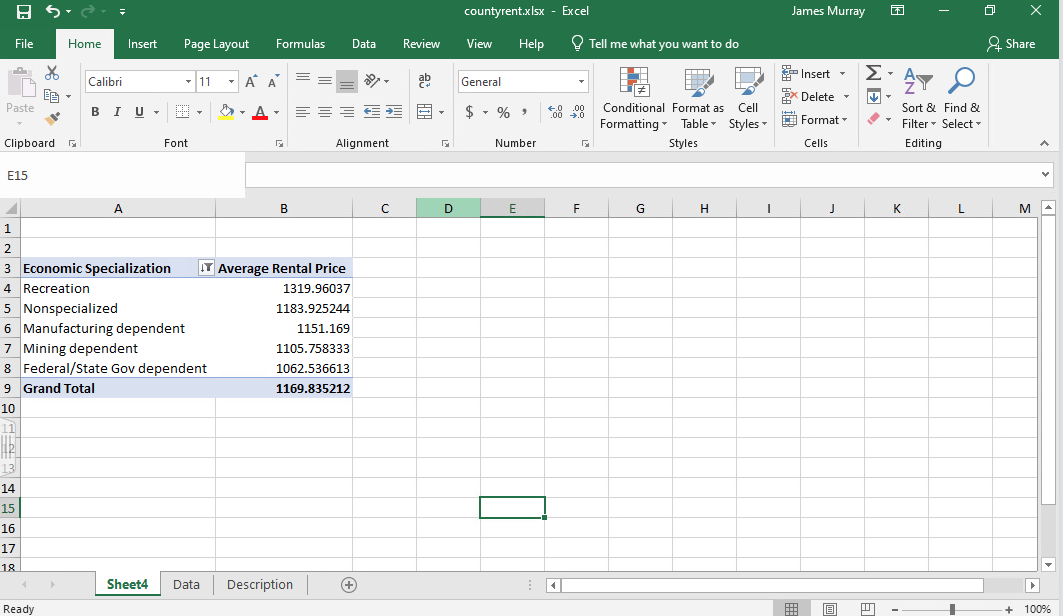 countyrent.xlsx - Excel James Murray
File Home Insert Page Layout Formulas Data Review View Help Tell me what you want to do Share
Paste Calibri 11 A A ab General Conditional Formatting Format as Table Cell Styles Insert Delete Format Σ Sort & Filter Find & Select
B I U A $ % , .00 .00
Clipboard Font Alignment Number Styles Cells Editing
E15
A B C D E F G H I J K L M
1
2
3 Economic Specialization Average Rental Price
4 Recreation 1319.96037
5 Nonspecialized 1183.925244
6 Manufacturing dependent 1151.169
7 Mining dependent 1105.758333
8 Federal/State Gov dependent 1062.536613
9 Grand Total 1169.835212
10
11
12
13
14
15
16
17
18
Sheet4 Data Description
Ready 100%